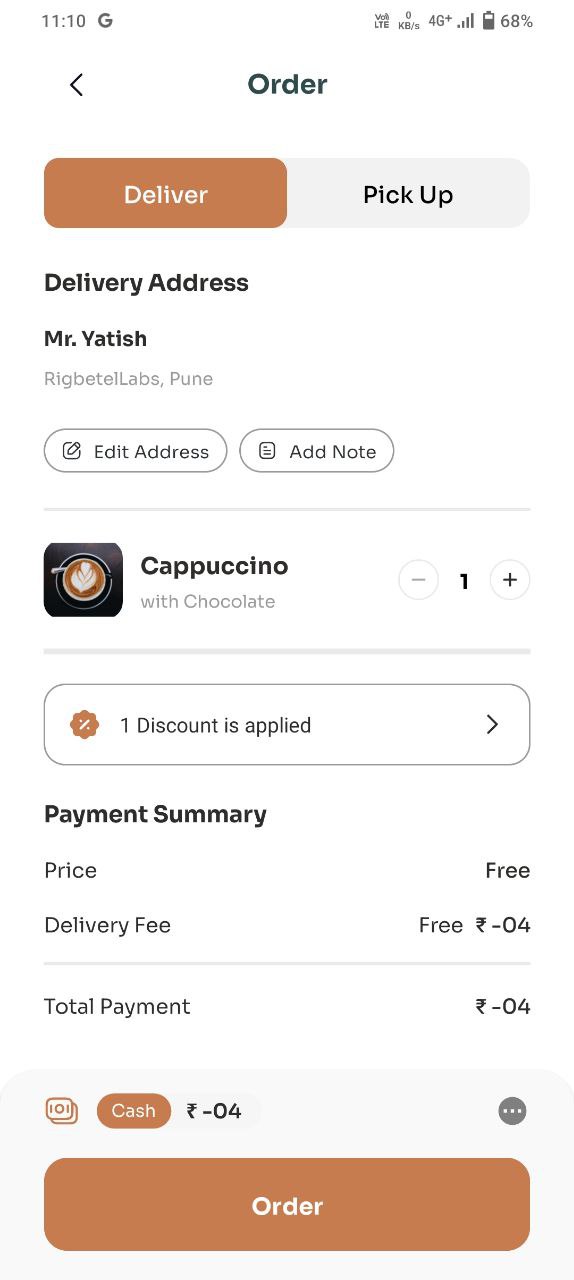 11:10 G Vo) LTE 0 KB/s 4G+ 68%
Order
Deliver Pick Up
Delivery Address
Mr. Yatish
RigbetelLabs, Pune
Edit Address Add Note
Cappuccino
with Chocolate
1
1 Discount is applied
Payment Summary
Price Free
Delivery Fee Free ₹ -04
Total Payment ₹ -04
Cash ₹ -04
Order